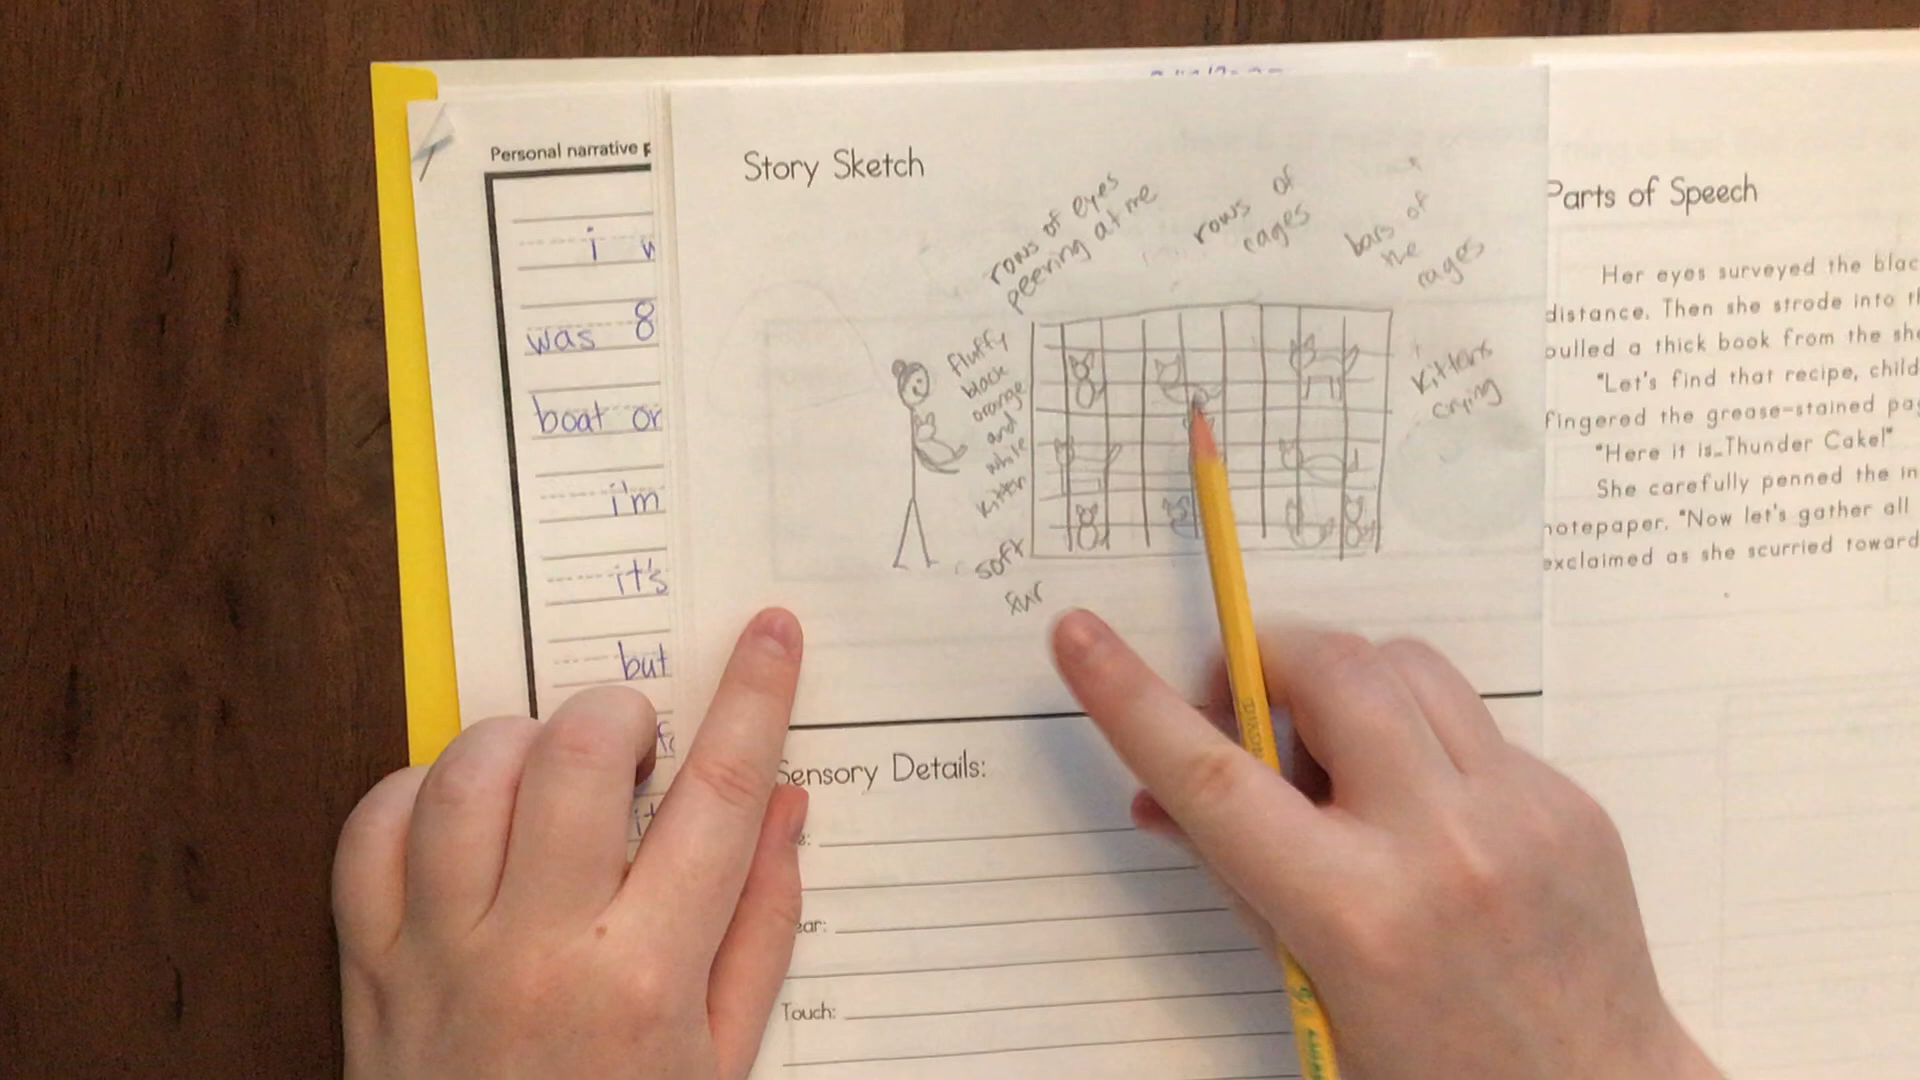 Personal narrative
i
was 8
boat or
i'm
it's
but
Story Sketch
rows of eyes
peering at me
rows of
cages
bars of
the
cages
fluffy
black
orange
and
white
kitten
soft
fur
kittens
crying
Sensory Details:
Touch:
Parts of Speech
Her eyes surveyed the
distance. Then she strode into
pulled a thick book from the
"Let's find that recipe, child
fingered the grease-stained
"Here it is...Thunder Cake!"
She carefully penned the
notepaper. "Now let's gather all
exclaimed as she scurried toward